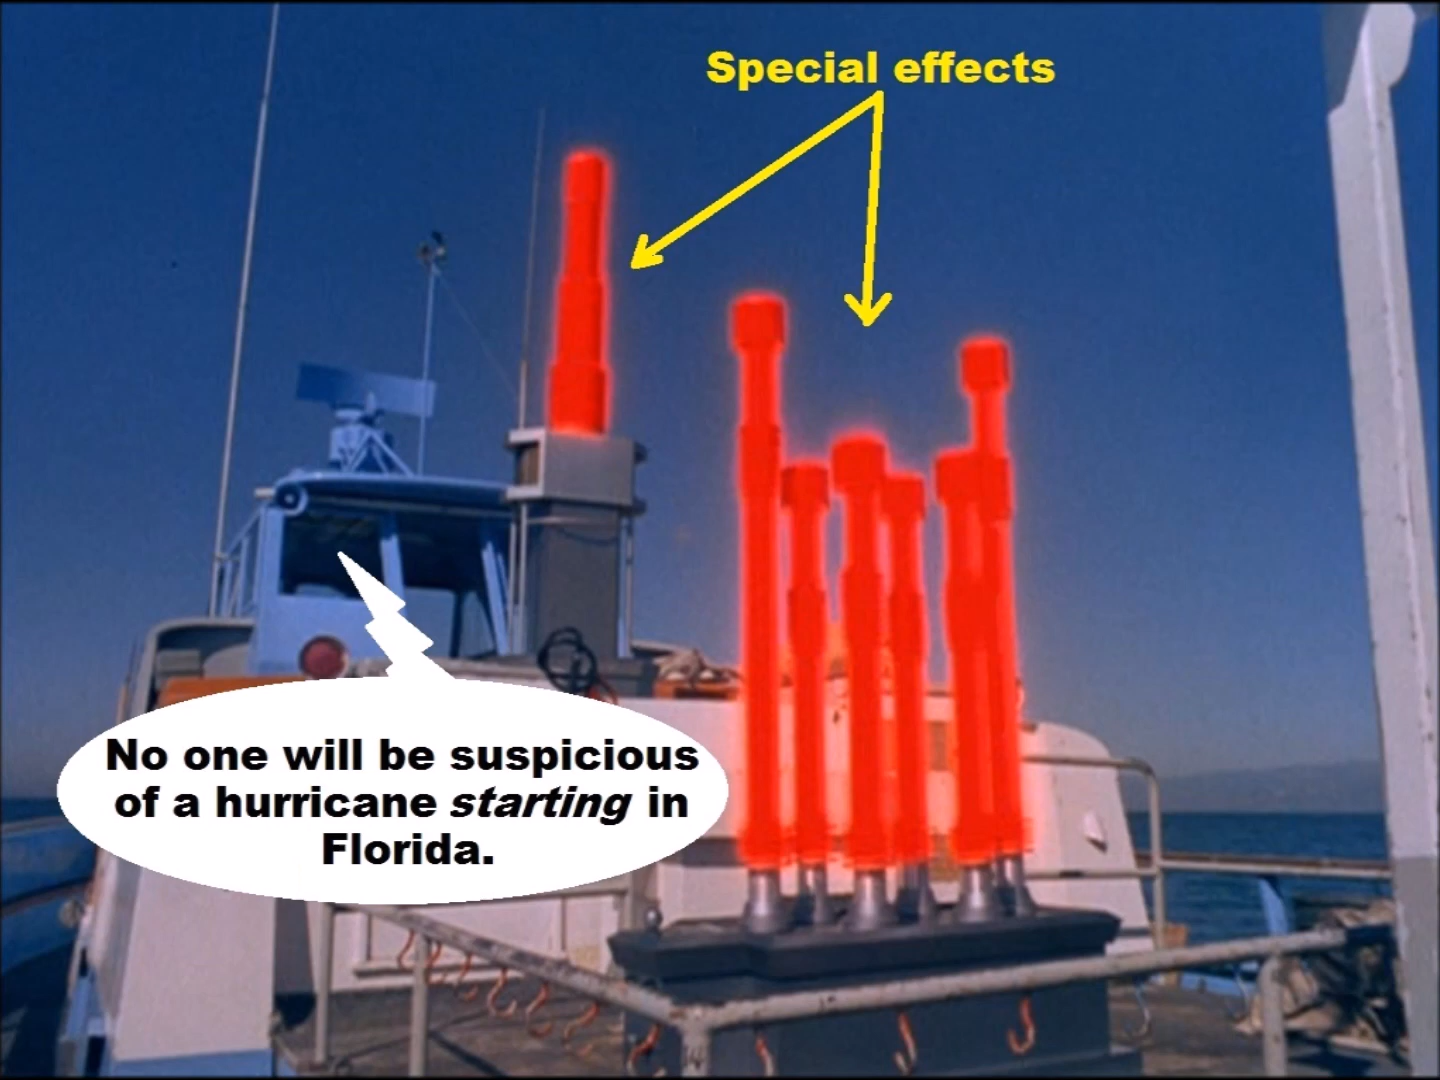 Special effects
No one will be suspicious
of a hurricane starting in
Florida.